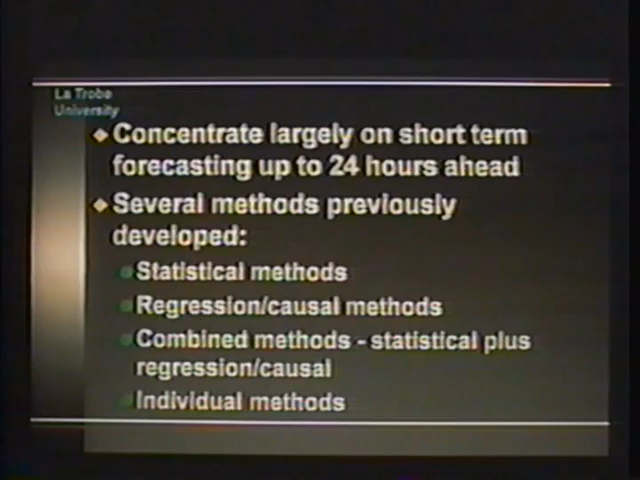 La Trobe
University
Concentrate largely on short term
forecasting up to 24 hours ahead
Several methods previously
developed:
Statistical methods
Regression/causal methods
Combined methods - statistical plus
regression/causal
Individual methods